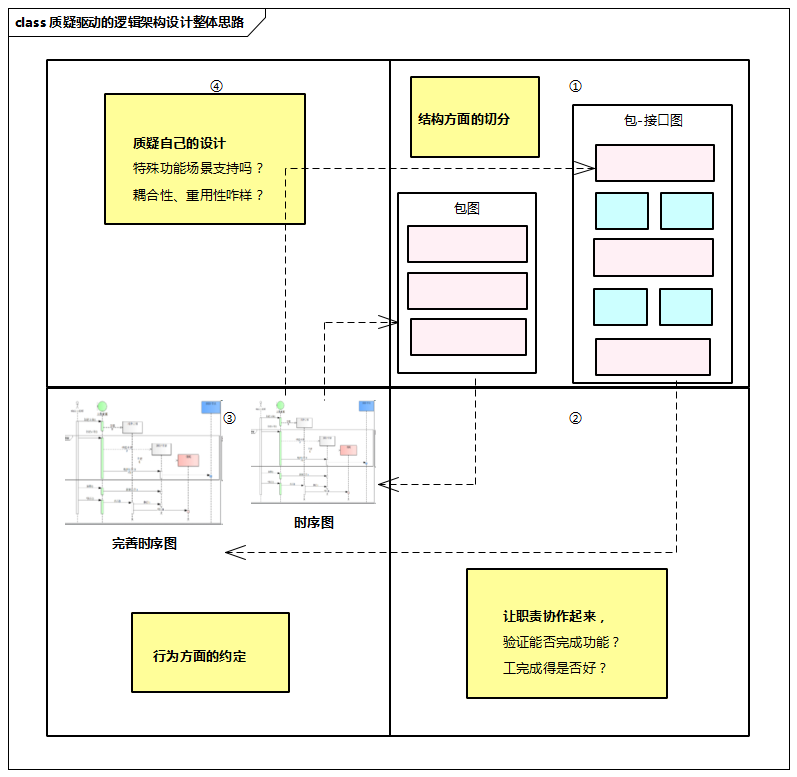 class 质疑驱动的逻辑架构设计整体思路
④
质疑自己的设计
特殊功能场景支持吗？
耦合性、重用性咋样？
①
结构方面的切分
包-接口图
包图
③
时序图
完善时序图
行为方面的约定
②
让职责协作起来，
验证能否完成功能？
工完成得是否好？